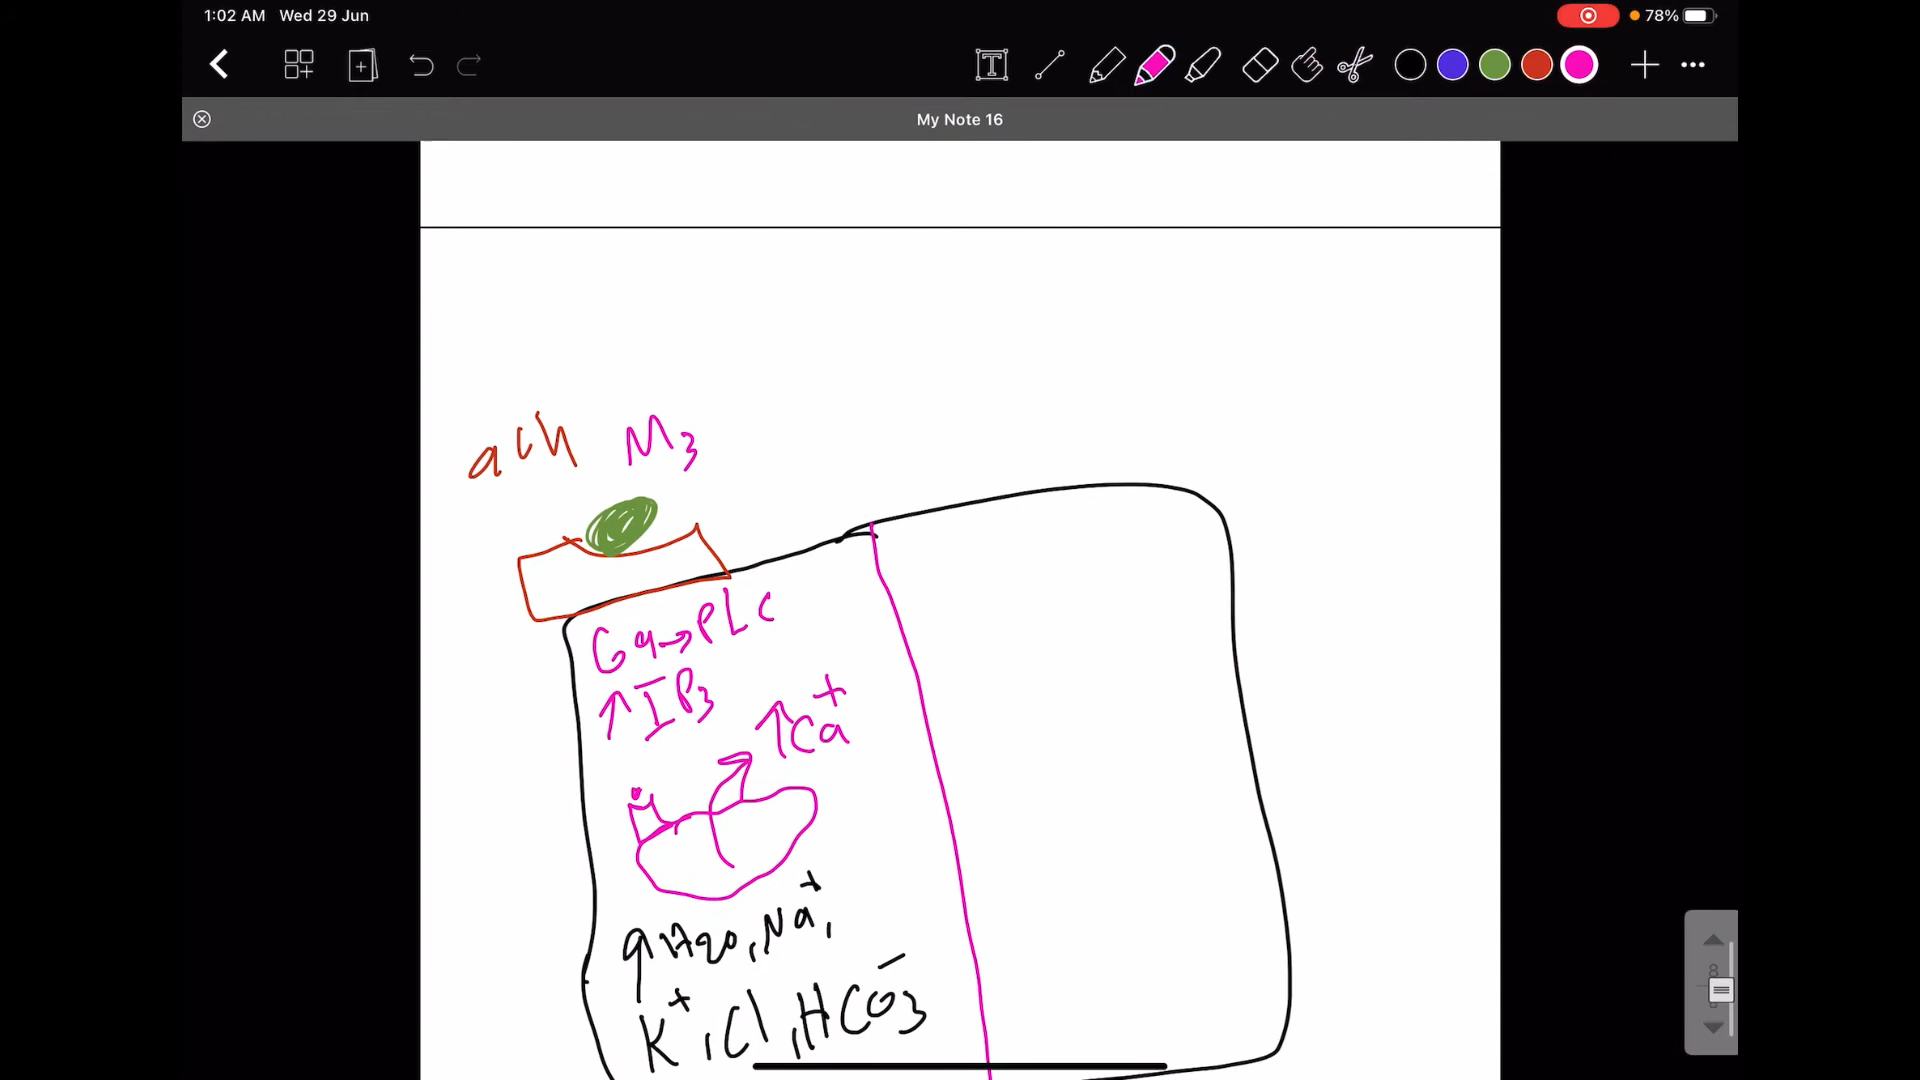 1:02 AM Wed 29 Jun 78%
My Note 16
ach M3
Gq→PLC
↑IP3
↑Ca+
↑H2O, Na+,
K+, Cl, HCO3-